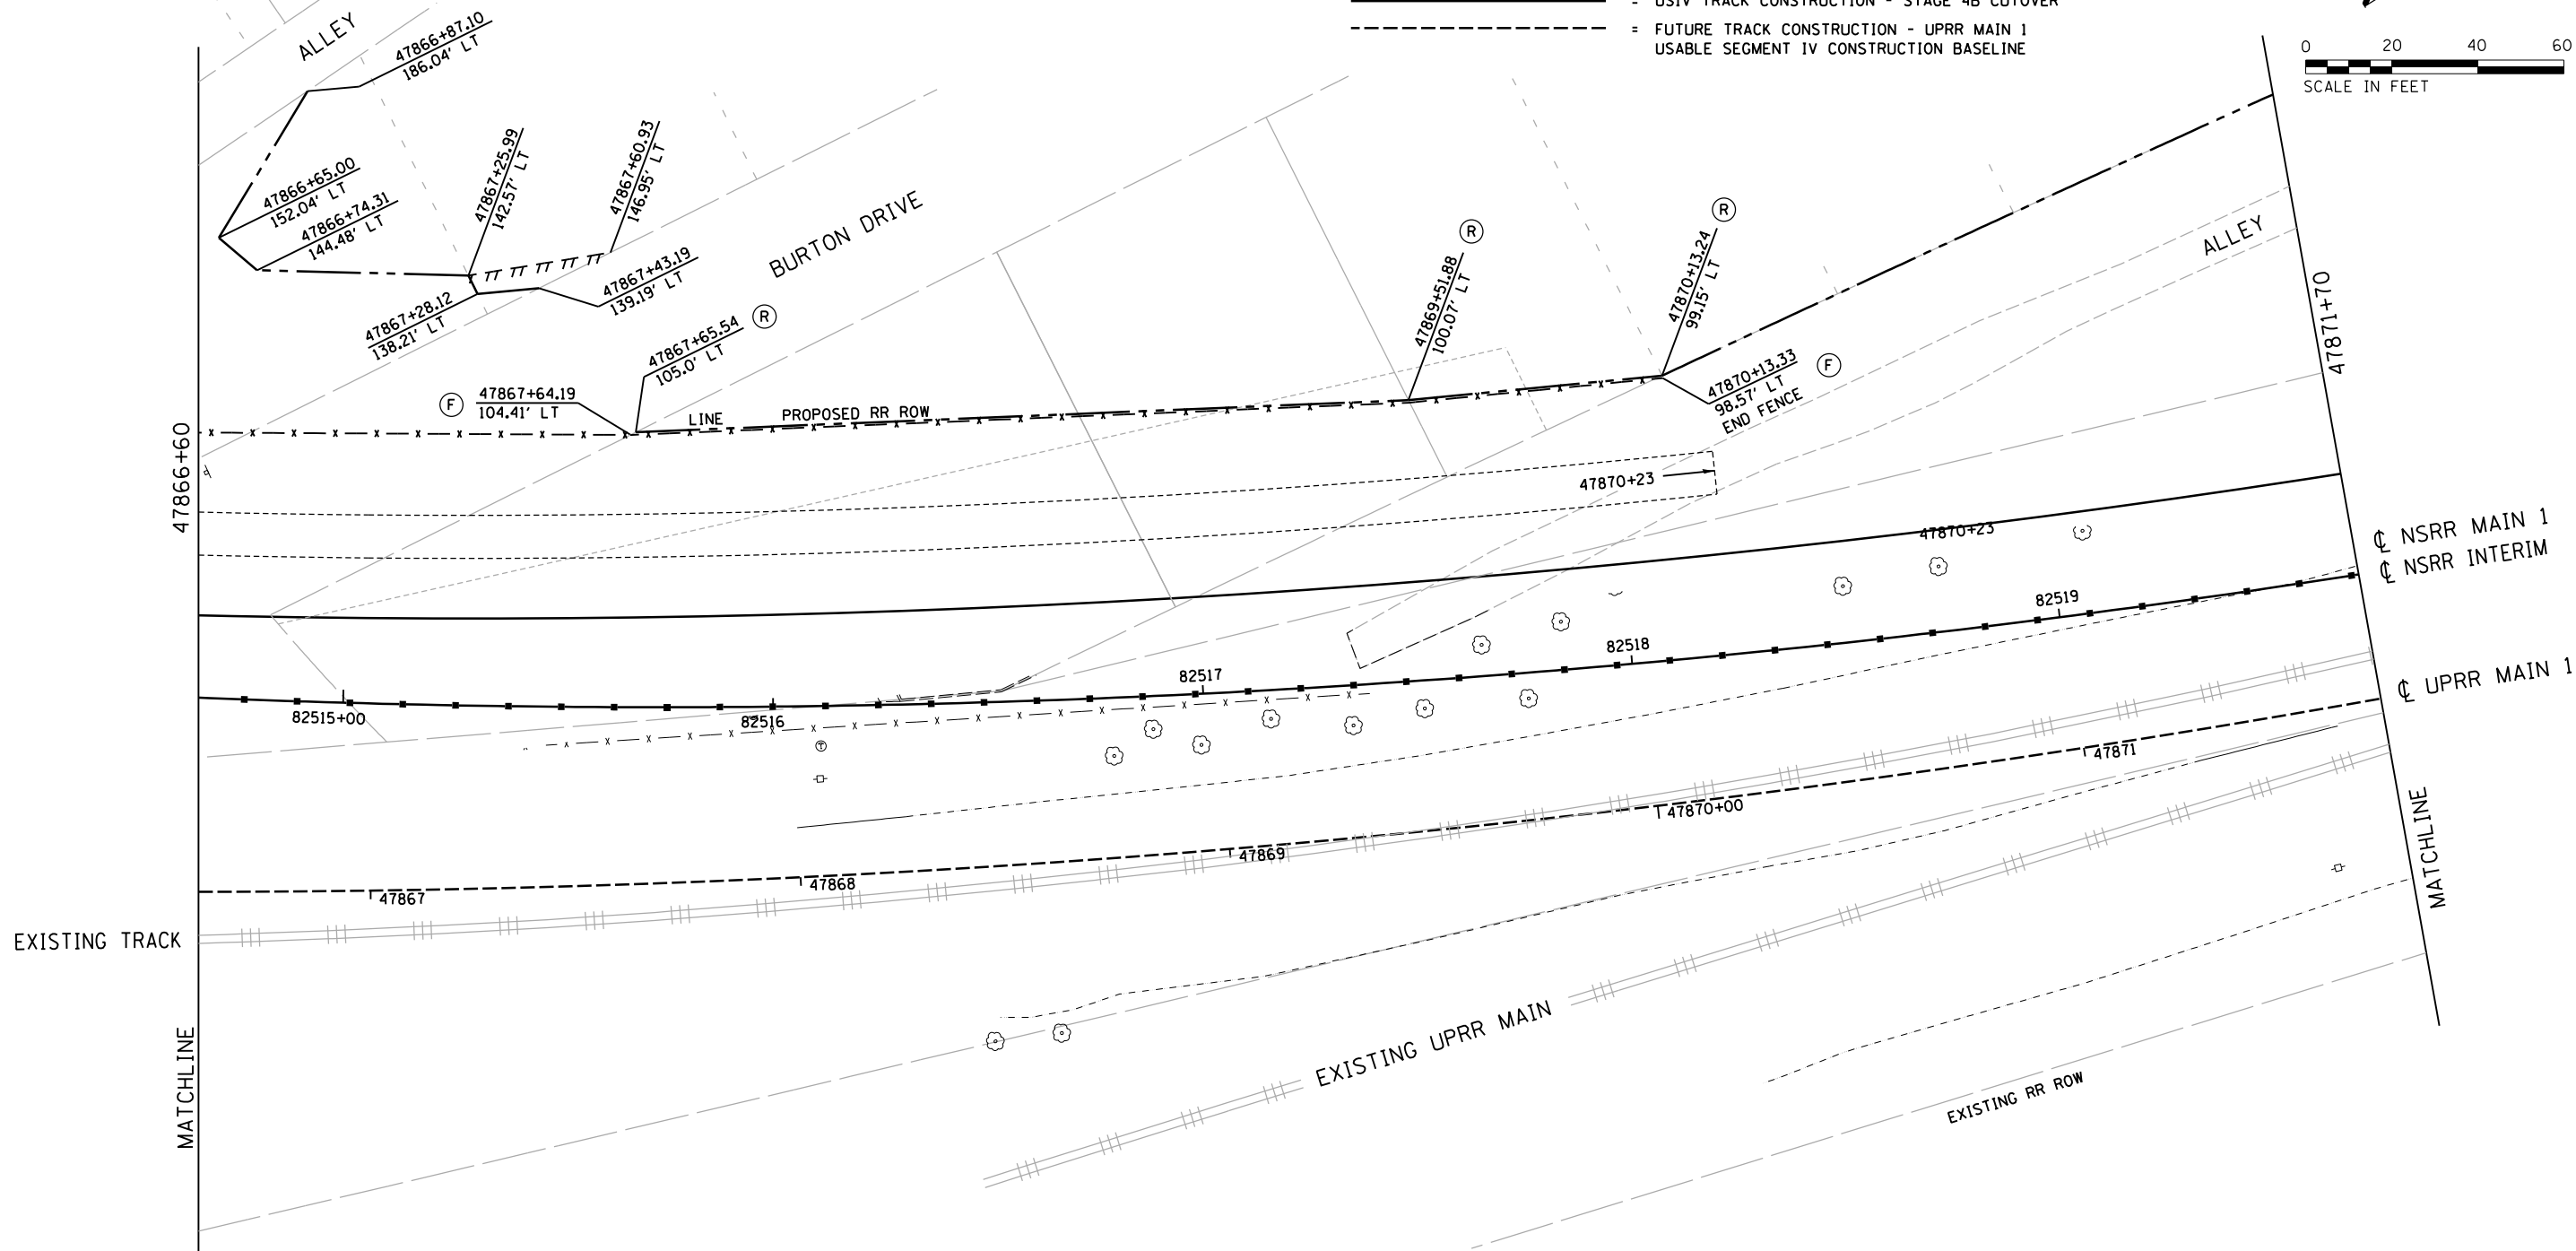 = USIV TRACK CONSTRUCTION - STAGE 4B CUTOVER
= FUTURE TRACK CONSTRUCTION - UPRR MAIN 1
USABLE SEGMENT IV CONSTRUCTION BASELINE
0 20 40 60
SCALE IN FEET
ALLEY
47866+87.10
186.04' LT
47866+65.00
152.04' LT
47866+74.31
144.48' LT
47867+25.99
142.57' LT
47867+60.93
146.95' LT
47867+43.19
139.19' LT
47867+28.12
138.21' LT
BURTON DRIVE
47867+65.54
105.0' LT
R
F
47867+64.19
104.41' LT
LINE PROPOSED RR ROW
47869+51.88
100.07' LT
R
47870+13.24
99.15' LT
R
47870+13.33
98.57' LT
END FENCE
F
ALLEY
47871+70
47866+60
47870+23
47870+23
℄ NSRR MAIN 1
℄ NSRR INTERIM
82515+00
82516
82517
82518
82519
℄ UPRR MAIN 1
47867
47868
47869
47870+00
47871
EXISTING TRACK
MATCHLINE
MATCHLINE
EXISTING UPRR MAIN
EXISTING RR ROW